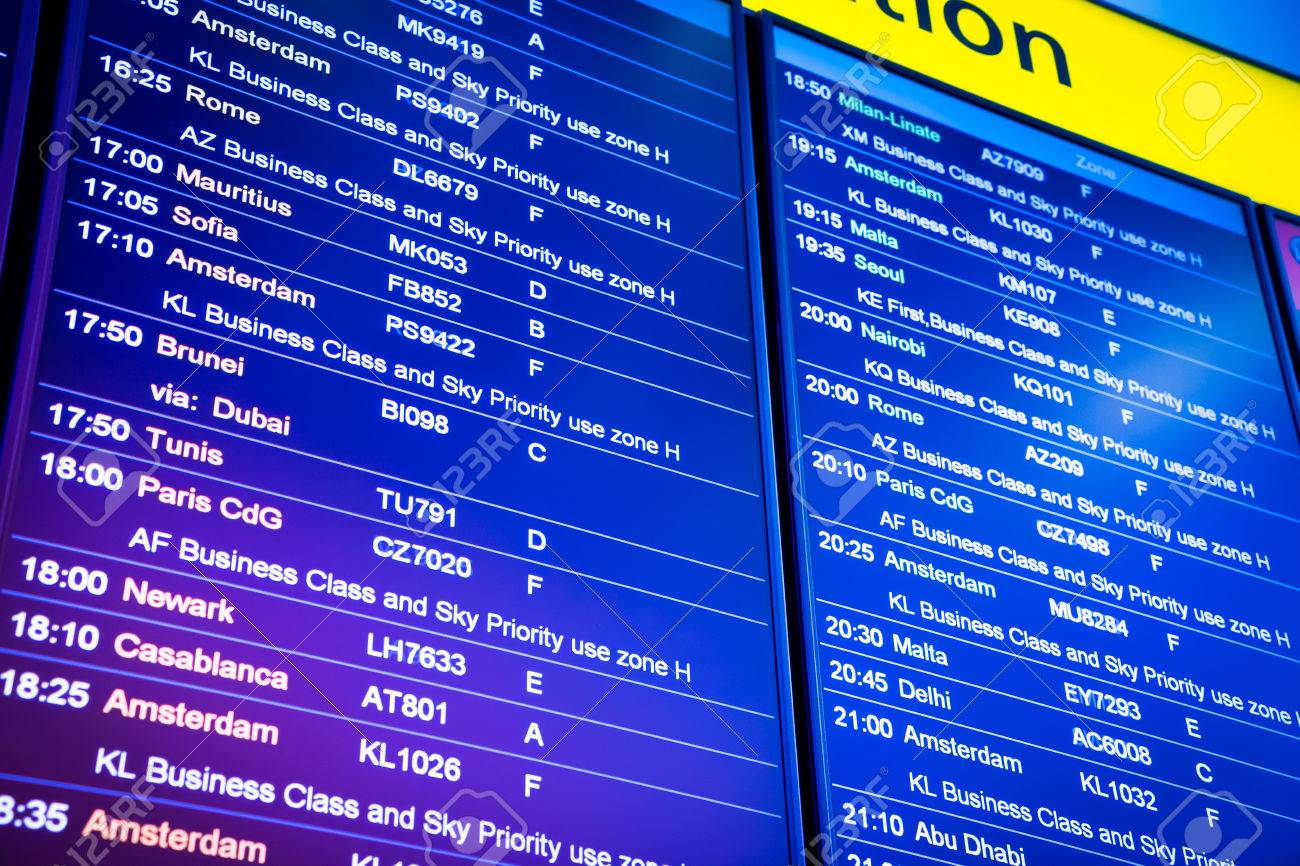 5276 E
MK9419 A
Business Class and Sky Priority use zone H
:05 Amsterdam PS9402 F
KL Business Class and Sky Priority use zone H
16:25 Rome DL6679 F
AZ Business Class and Sky Priority use zone H
17:00 Mauritius MK053 D
17:05 Sofia FB852 B
17:10 Amsterdam PS9422 F
KL Business Class and Sky Priority use zone H
17:50 Brunei BI098 C
via: Dubai
17:50 Tunis TU791 D
18:00 Paris CdG CZ7020 F
AF Business Class and Sky Priority use zone H
18:00 Newark LH7633 E
18:10 Casablanca AT801 A
18:25 Amsterdam KL1026 F
KL Business Class and Sky Priority use zone H
8:35 Amsterdam KL10
tion
Zone
18:50 Milan-Linate AZ7909 F
XM Business Class and Sky Priority use zone H
19:15 Amsterdam KL1030 F
KL Business Class and Sky Priority use zone H
19:15 Malta KM107 E
19:35 Seoul KE908 F
KE First,Business Class and Sky Priority use zone H
20:00 Nairobi KQ101 F
KQ Business Class and Sky Priority use zone H
20:00 Rome AZ209 F
AZ Business Class and Sky Priority use zone H
20:10 Paris CdG CZ7498 F
AF Business Class and Sky Priority use zone H
20:25 Amsterdam MU8284 F
KL Business Class and Sky Priority use zone
20:30 Malta EY7293 E
20:45 Delhi AC6008 C
21:00 Amsterdam KL1032 F
KL Business Class and Sky Priority use
21:10 Abu Dhabi
123RF